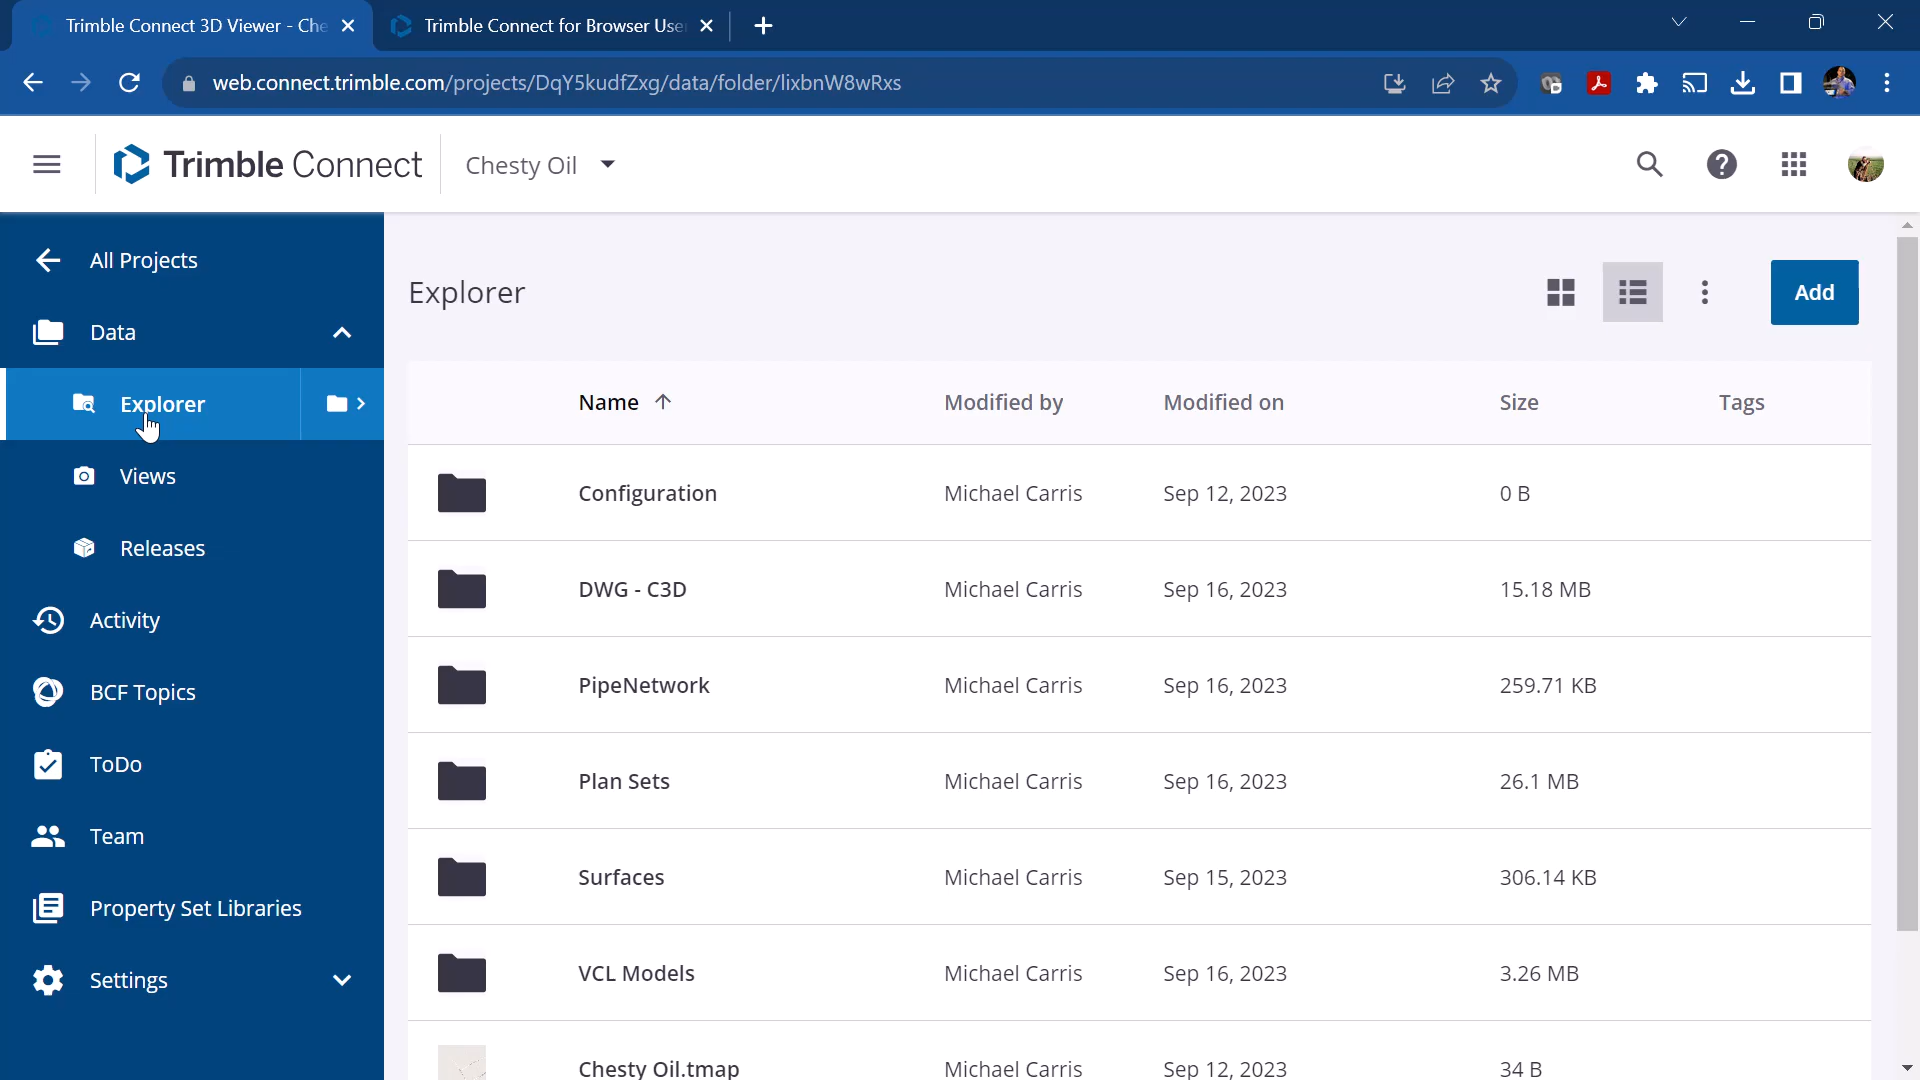 Trimble Connect 3D Viewer - Che
Trimble Connect for Browser Use
web.connect.trimble.com/projects/DqY5kudfZxg/data/folder/lixbnW8wRxs
Trimble Connect
Chesty Oil
All Projects
Data
Explorer
Views
Releases
Activity
BCF Topics
ToDo
Team
Property Set Libraries
Settings
Explorer
Add
Name Modified by Modified on Size Tags
Configuration Michael Carris Sep 12, 2023 0 B
DWG - C3D Michael Carris Sep 16, 2023 15.18 MB
PipeNetwork Michael Carris Sep 16, 2023 259.71 KB
Plan Sets Michael Carris Sep 16, 2023 26.1 MB
Surfaces Michael Carris Sep 15, 2023 306.14 KB
VCL Models Michael Carris Sep 16, 2023 3.26 MB
Chesty Oil.tmap Michael Carris Sep 12, 2023 34 B